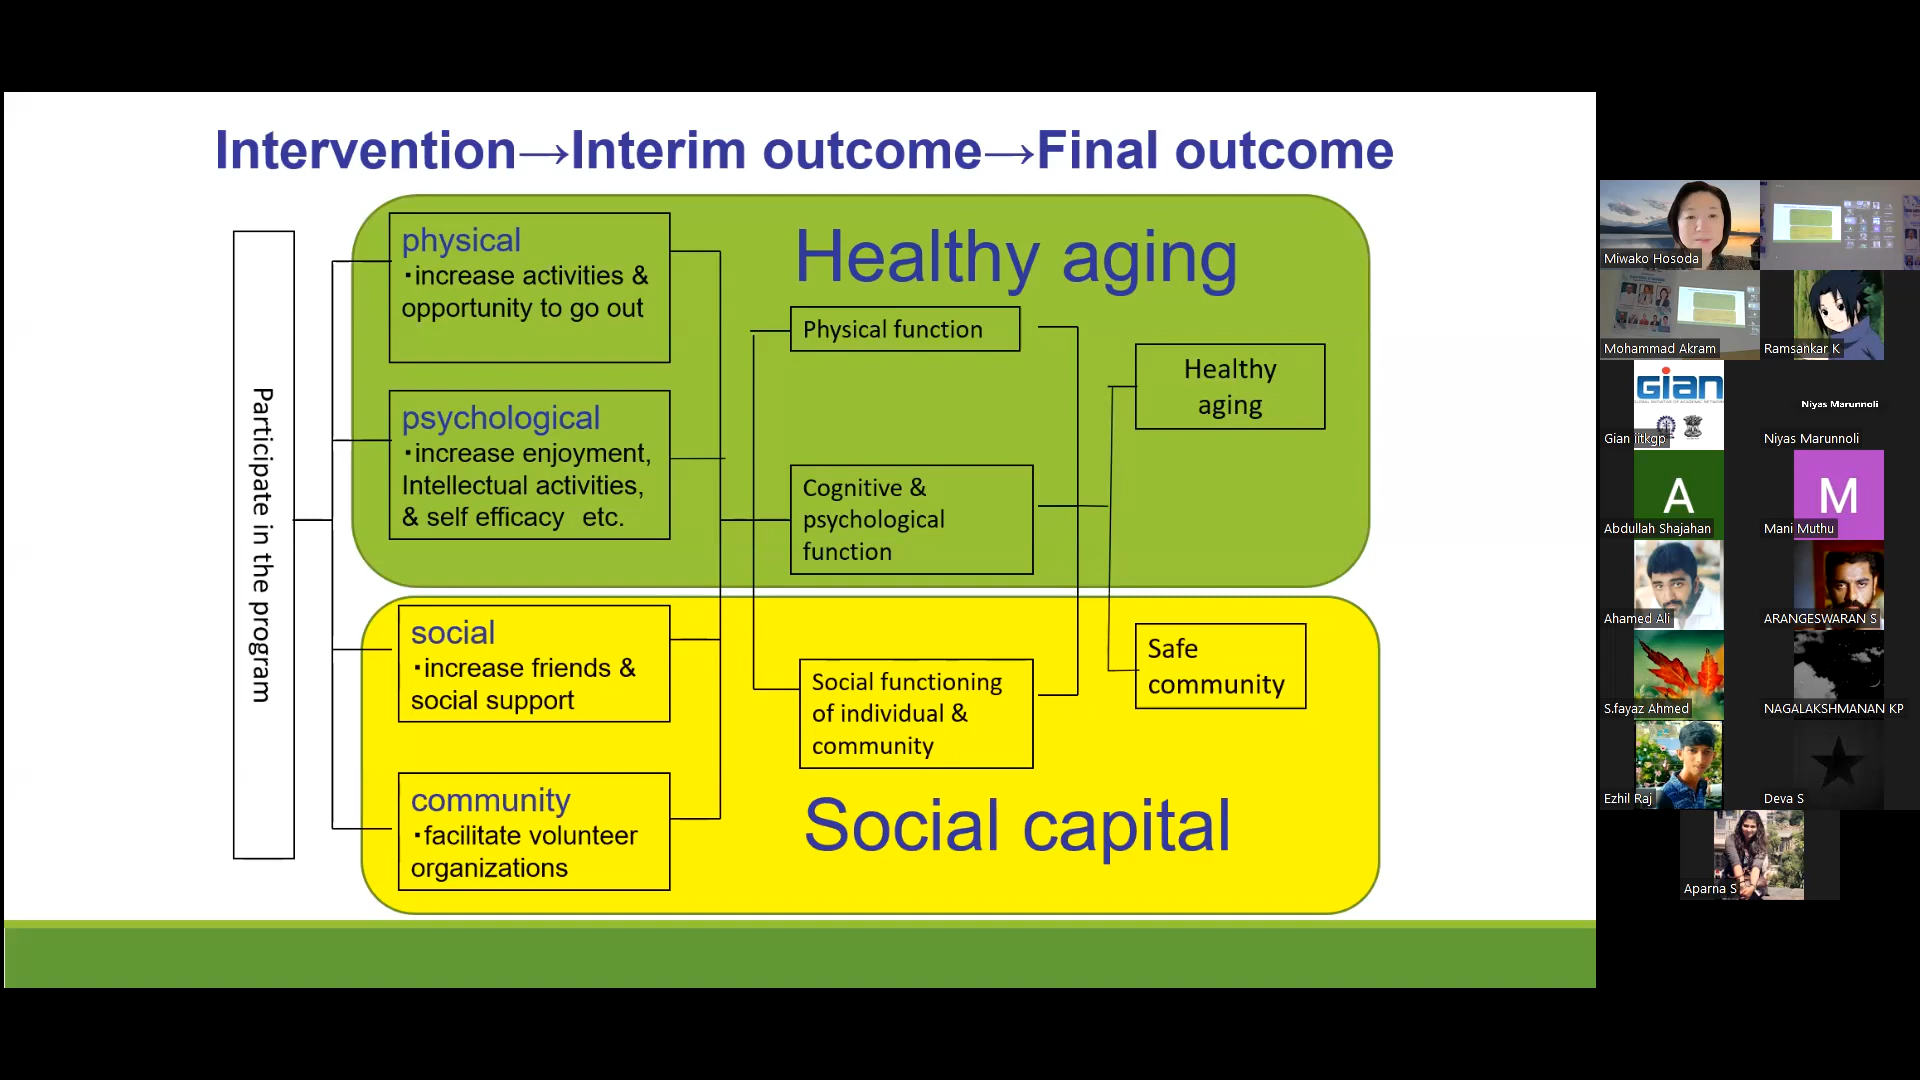 Intervention→Interim outcome→Final outcome
Participate in the program
physical
・increase activities &
opportunity to go out
psychological
・increase enjoyment,
Intellectual activities,
& self efficacy etc.
social
・increase friends &
social support
community
・facilitate volunteer
organizations
Healthy aging
Physical function
Cognitive &
psychological
function
Social functioning
of individual &
community
Social capital
Healthy
aging
Safe
community
Miwako Hosoda
Mohammad Akram
Ramsankar K
GIAN
Gian iitkgp
Niyas Marunnoli
Niyas Marunnoli
A
Abdullah Shajahan
M
Mani Muthu
Ahamed Ali
ARANGESWARAN S
S.fayaz Ahmed
NAGALAKSHMANAN KP
Ezhil Raj
Deva S
Aparna S